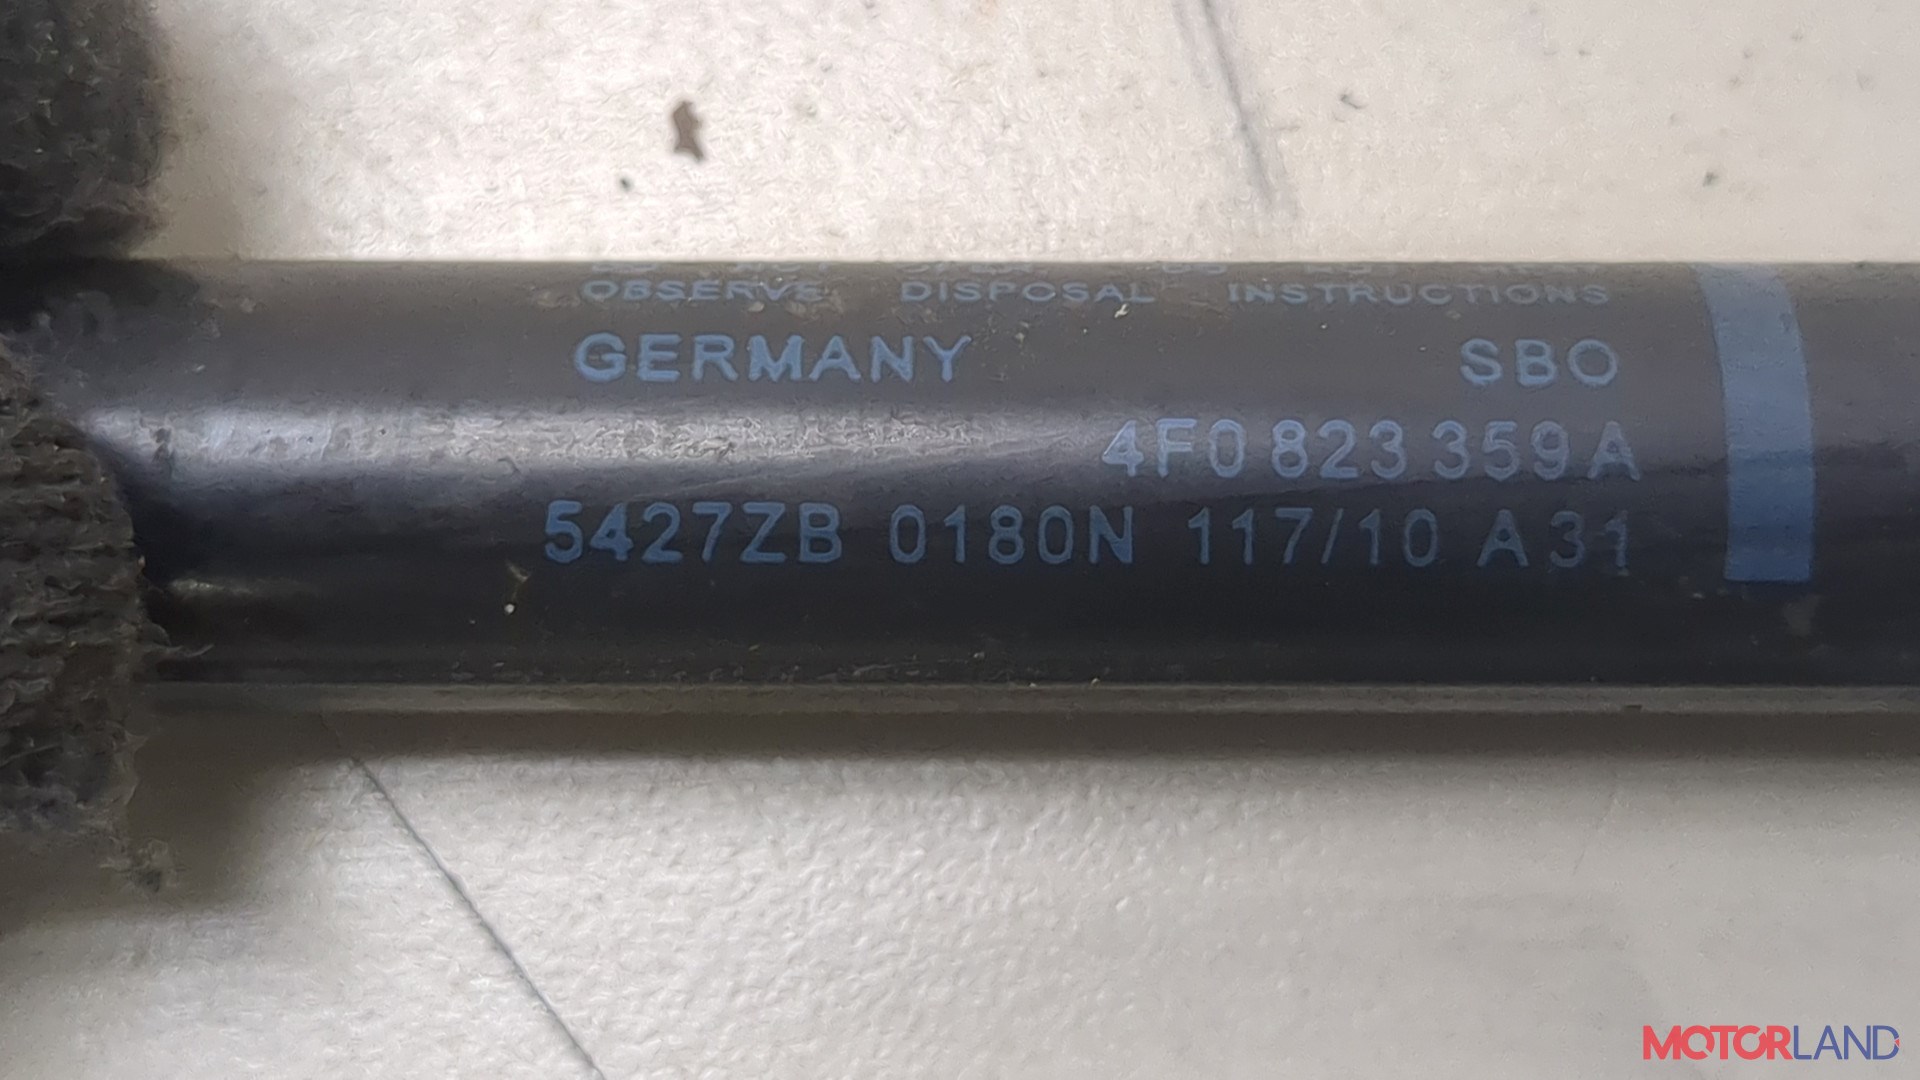 OBSERVE DISPOSAL INSTRUCTIONS
GERMANY SBO
4F0 823 359 A
5427ZB 0180N 117/10 A31
MOTORLAND